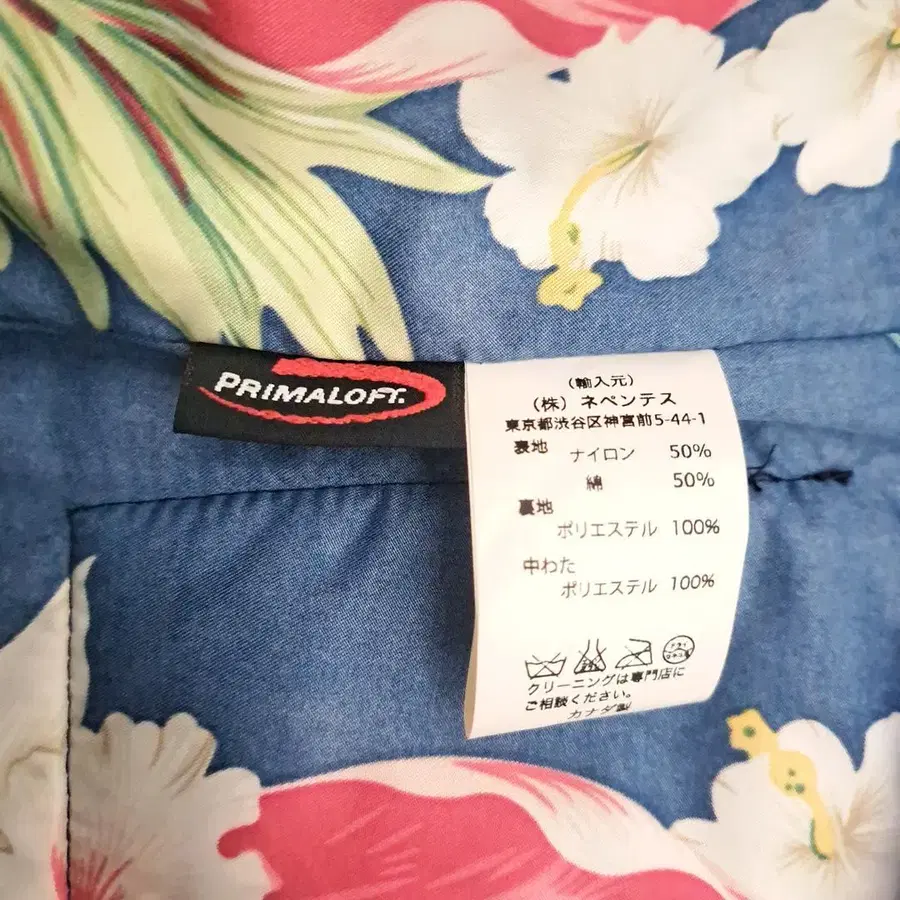 PRIMALOFT.
(輸入元)
(株) ネペンテス
東京都渋谷区神宮前5-44-1
表地 ナイロン 50%
綿 50%
裏地
ポリエステル 100%
中わた
ポリエステル 100%
クリーニングは専門店に
ご相談ください。
カナダ製